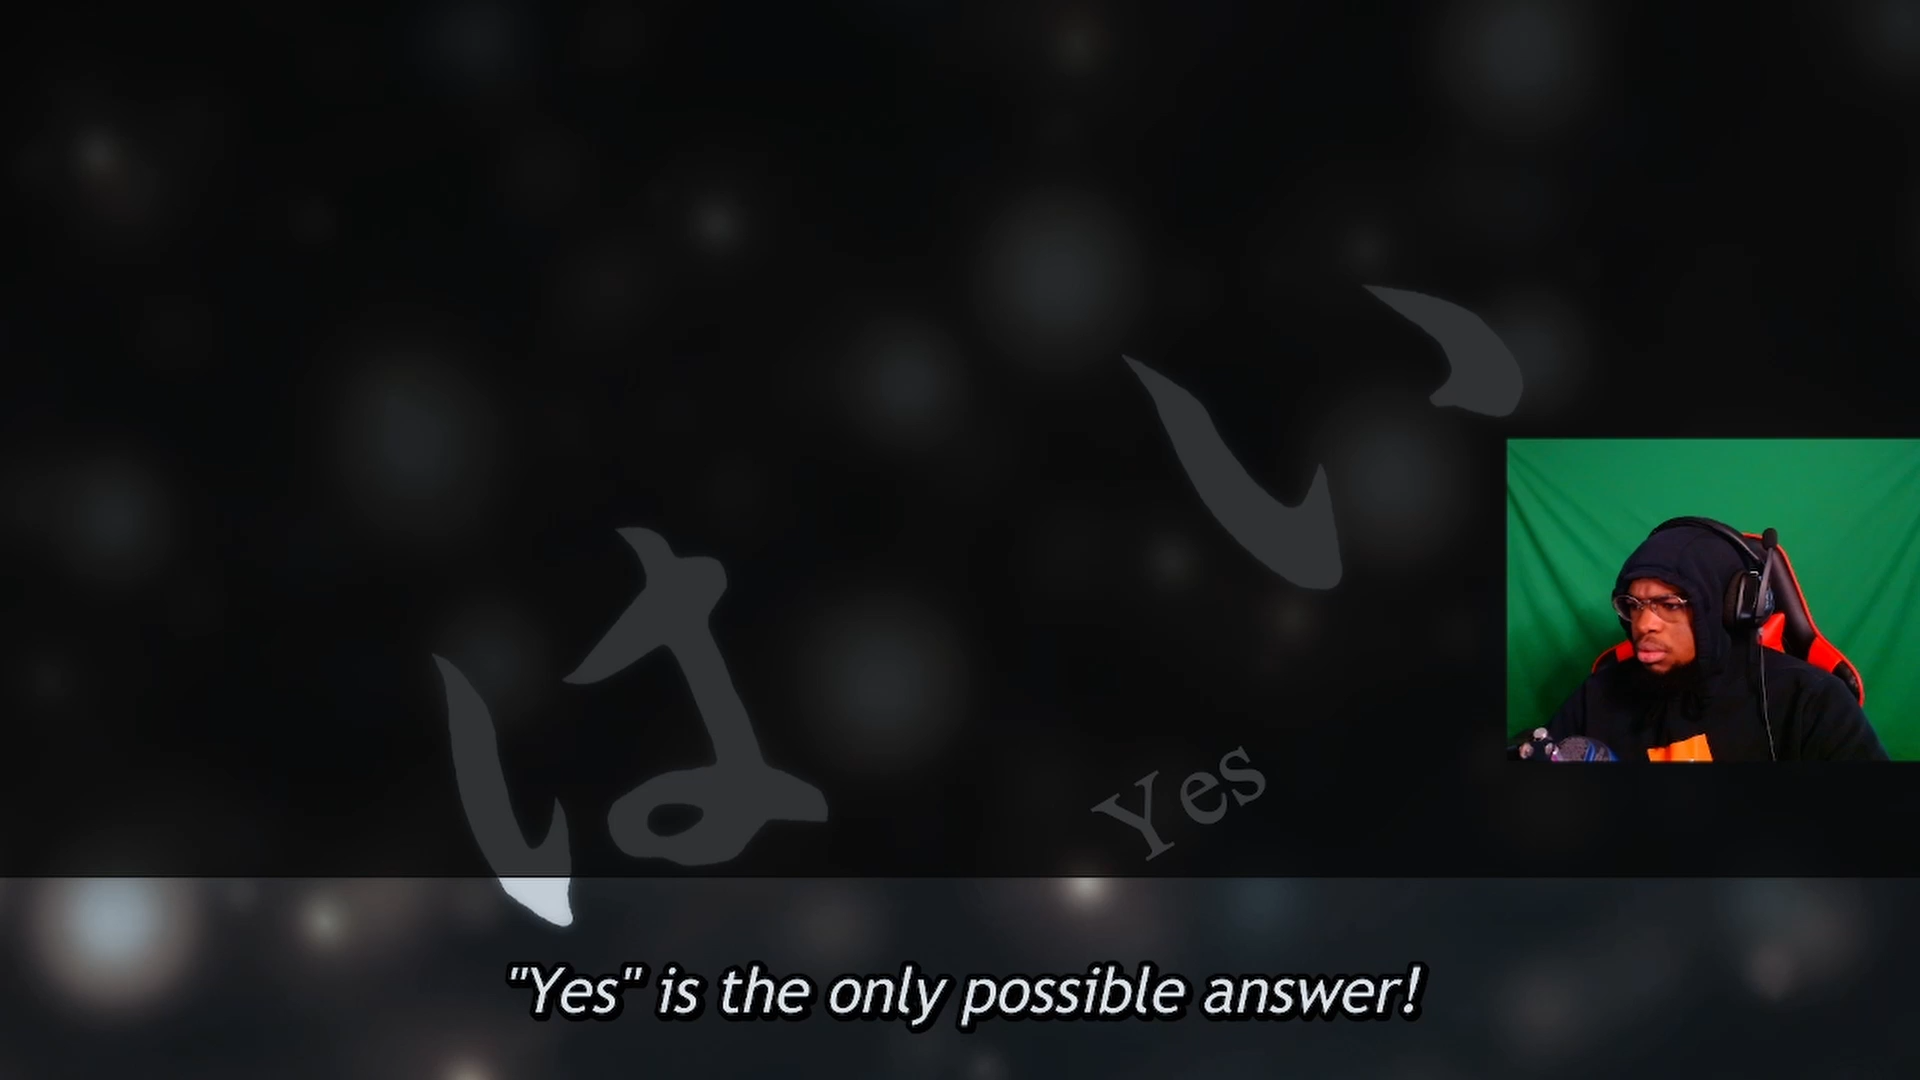 はい
Yes
"Yes" is the only possible answer!